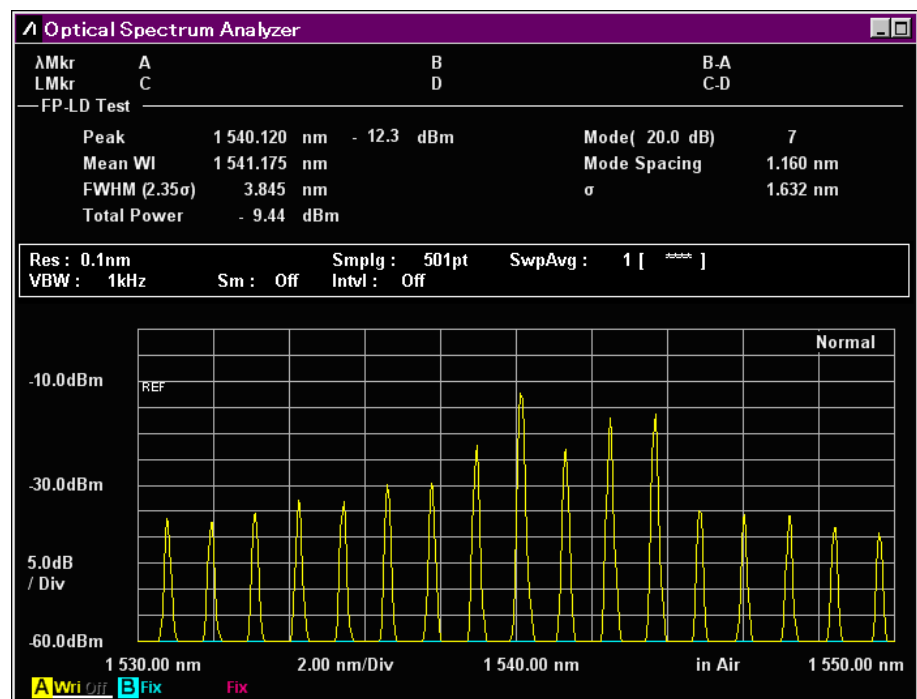 Optical Spectrum Analyzer
λMkr A B B-A
LMkr C D C-D
FP-LD Test
Peak 1 540.120 nm - 12.3 dBm Mode( 20.0 dB) 7
Mean Wl 1 541.175 nm Mode Spacing 1.160 nm
FWHM (2.35σ) 3.845 nm σ 1.632 nm
Total Power - 9.44 dBm
Res : 0.1nm Smplg : 501pt SwpAvg : 1 [ **** ]
VBW : 1kHz Sm : Off Intvl : Off
Normal
-10.0dBm
REF
-30.0dBm
5.0dB
/ Div
-60.0dBm
1 530.00 nm 2.00 nm/Div 1 540.00 nm in Air 1 550.00 nm
A Wri Off B Fix Fix